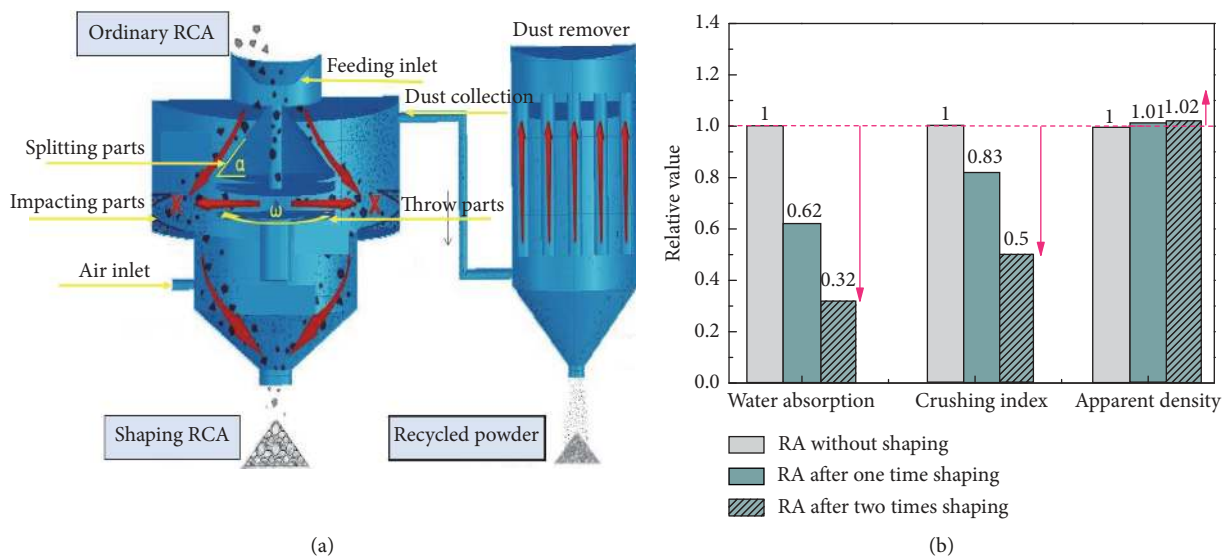 Ordinary RCA
Feeding inlet
Dust collection
Splitting parts
α
Impacting parts
X
X
ω
Throw parts
Air inlet
Shaping RCA
Dust remover
Recycled powder
(a)
Relative value
1.4
1.2
1.0
0.8
0.6
0.4
0.2
0.0
1
0.62
0.32
1
0.83
0.5
1
1.01
1.02
Water absorption
Crushing index
Apparent density
RA without shaping
RA after one time shaping
RA after two times shaping
(b)